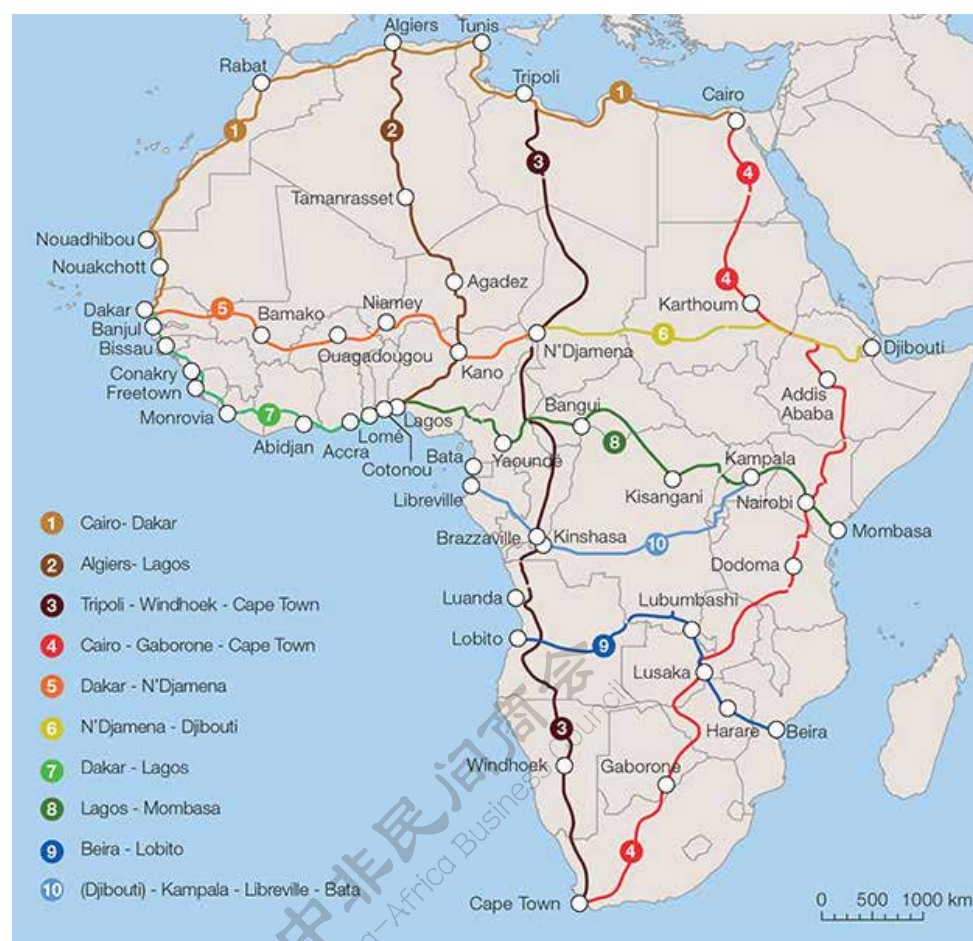 Algiers
Tunis
Rabat
Tripoli
1
Cairo
1
2
3
4
Tamanrasset
Nouadhibou
Nouakchott
Agadez
4
Karthoum
Dakar
5
Bamako
Niamey
6
Banjul
Bissau
Ouagadougou
Kano
N'Djamena
Djibouti
Conakry
Freetown
Addis
Ababa
Monrovia
7
Abidjan
Accra
Lomé
Cotonou
Lagos
Bangui
8
Bata
Yaoundé
Kampala
Libreville
Kisangani
Nairobi
Brazzaville
Kinshasa
10
Mombasa
Dodoma
Luanda
Lubumbashi
Lobito
9
Lusaka
Harare
Beira
3
Windhoek
Gaborone
4
Cape Town
1 Cairo- Dakar
2 Algiers- Lagos
3 Tripoli - Windhoek - Cape Town
4 Cairo - Gaborone - Cape Town
5 Dakar - N'Djamena
6 N'Djamena - Djibouti
7 Dakar - Lagos
8 Lagos - Mombasa
9 Beira - Lobito
10 (Djibouti) - Kampala - Libreville - Bata
0 500 1000 km
中非民间商会
-Africa Business Council